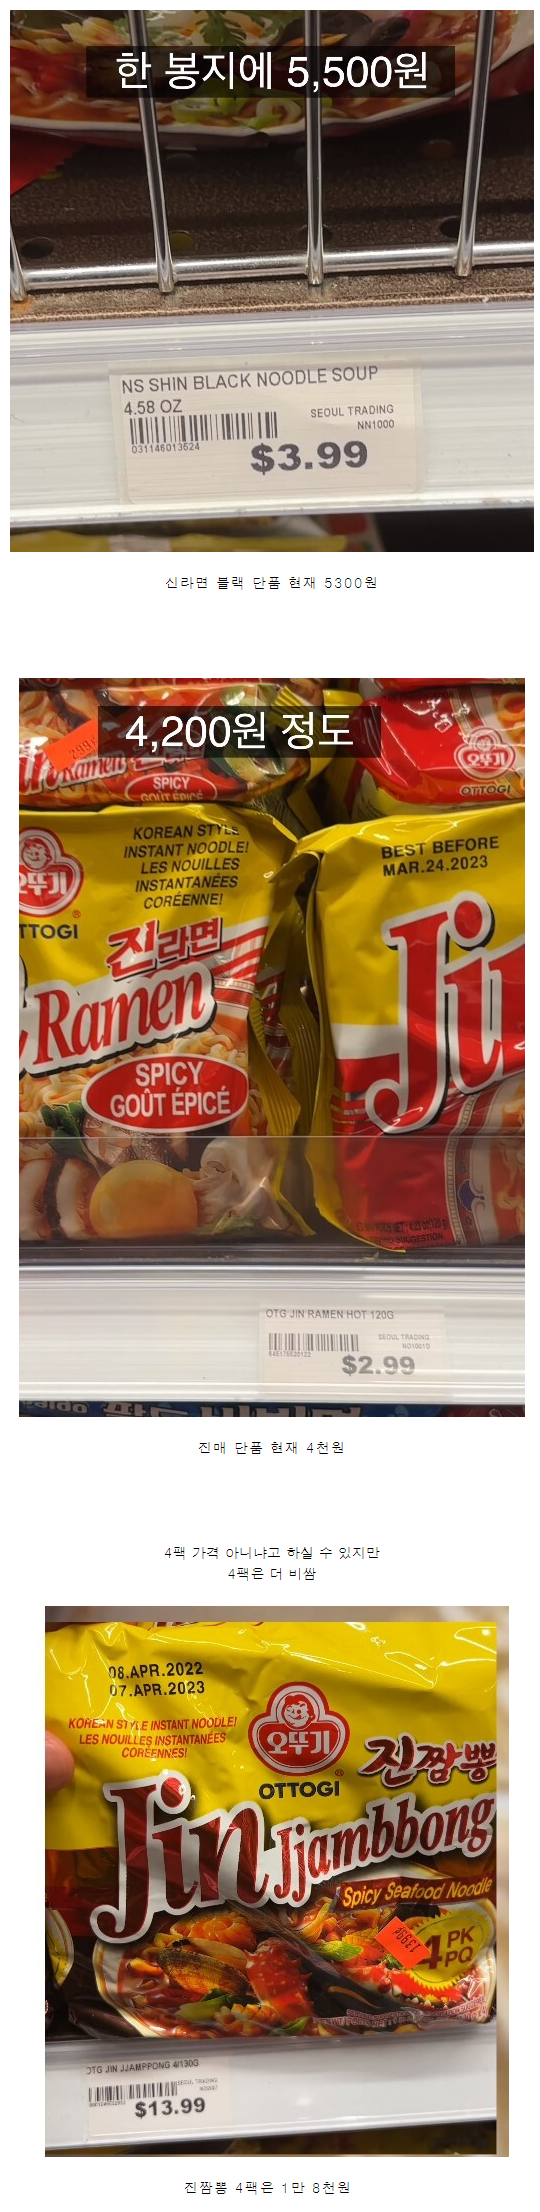 한 봉지에 5,500원
NS SHIN BLACK NOODLE SOUP
4.58 OZ
SEOUL TRADING
NN1000
031146013624
$3.99
신라면 블랙 단품 현재 5300원
4,200원 정도
Ramen
SPICY
GOÛT ÉPICÉ
오뚜기
OTTOGI
KOREAN STYLE
INSTANT NOODLE!
LES NOUILLES
INSTANTANÉES
CORÉENNE!
BEST BEFORE
MAR.24.2023
진라면
Ramen
SPICY
GOÛT ÉPICÉ
OTG JIN RAMEN HOT 120G
SEOUL TRADING
$2.99
진매 단품 현재 4천원
4팩 가격 아니냐고 하실 수 있지만
4팩은 더 비쌈
08.APR.2022
07.APR.2023
KOREAN STYLE INSTANT NOODLE!
LES NOUILLES INSTANTANÉES
CORÉENNES!
오뚜기
OTTOGI
진짬뽕
Jin Jjambbong
Spicy Seafood Noodle
4 PK
PQ
OTG JIN JJAMPPONG 4/130G
$13.99
진짬뽕 4팩은 1만 8천원